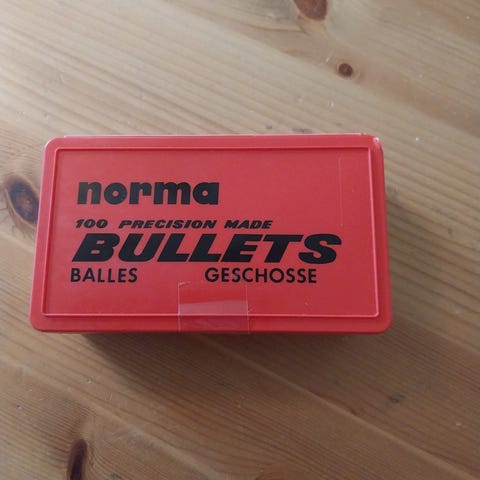 norma
100 PRECISION MADE
BULLETS
BALLES GESCHOSSE